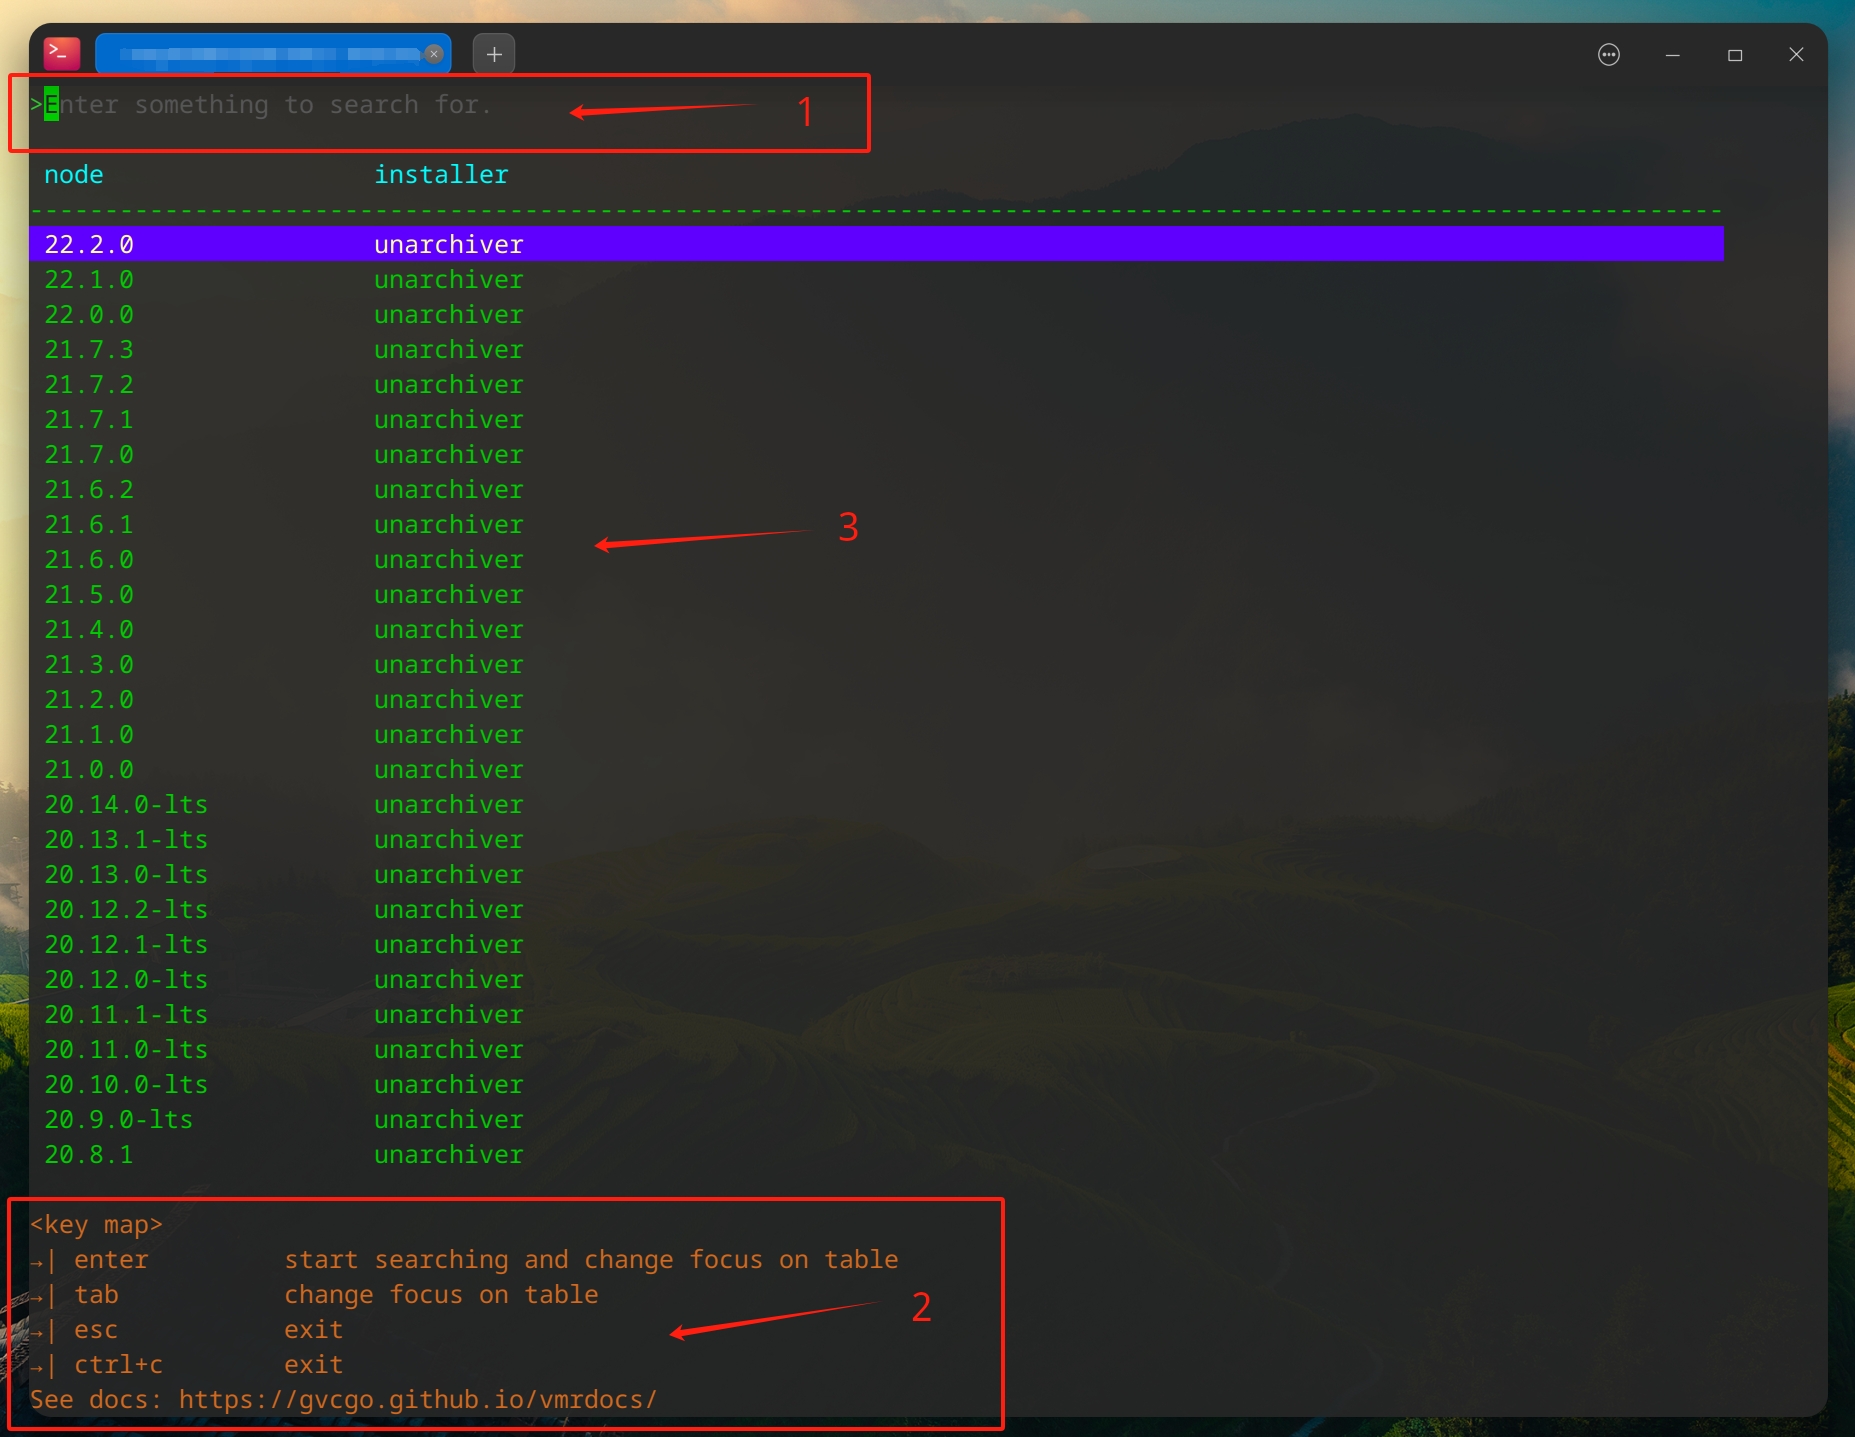 >Enter something to search for.
1
node installer
22.2.0 unarchiver
22.1.0 unarchiver
22.0.0 unarchiver
21.7.3 unarchiver
21.7.2 unarchiver
21.7.1 unarchiver
21.7.0 unarchiver
21.6.2 unarchiver
21.6.1 unarchiver
3
21.6.0 unarchiver
21.5.0 unarchiver
21.4.0 unarchiver
21.3.0 unarchiver
21.2.0 unarchiver
21.1.0 unarchiver
21.0.0 unarchiver
20.14.0-lts unarchiver
20.13.1-lts unarchiver
20.13.0-lts unarchiver
20.12.2-lts unarchiver
20.12.1-lts unarchiver
20.12.0-lts unarchiver
20.11.1-lts unarchiver
20.11.0-lts unarchiver
20.10.0-lts unarchiver
20.9.0-lts unarchiver
20.8.1 unarchiver
<key map>
→| enter start searching and change focus on table
→| tab change focus on table
2
→| esc exit
→| ctrl+c exit
See docs: https://gvcgo.github.io/vmrdocs/